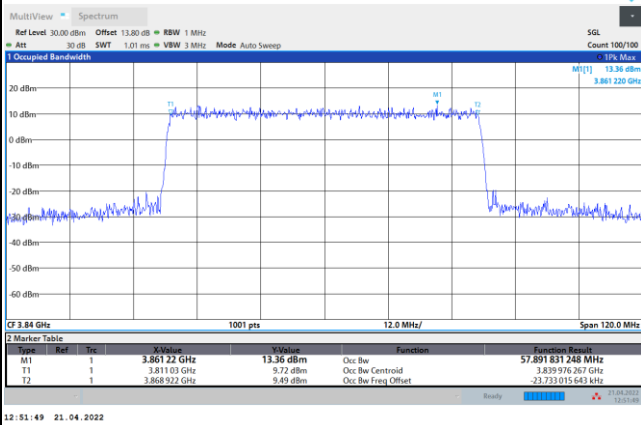 MultiView Spectrum
Ref Level 30.00 dBm Offset 13.80 dB RBW 1 MHz SGL
Att 30 dB SWT 1.01 ms VBW 3 MHz Mode Auto Sweep Count 100/100
1 Occupied Bandwidth 1Pk Max
M1[1] 13.36 dBm
3.861 220 GHz
20 dBm
M1
T1 T2
10 dBm
0 dBm
-10 dBm
-20 dBm
-30 dBm
-40 dBm
-50 dBm
-60 dBm
CF 3.84 GHz 1001 pts 12.0 MHz/ Span 120.0 MHz
2 Marker Table
Type Ref Trc X-Value Y-Value Function Function Result
M1 1 3.861 22 GHz 13.36 dBm Occ Bw 57.891 831 248 MHz
T1 1 3.811 03 GHz 9.72 dBm Occ Bw Centroid 3.839 976 267 GHz
T2 1 3.868 922 GHz 9.49 dBm Occ Bw Freq Offset -23.733 015 643 kHz
Ready 21.04.2022
12:51:49
12:51:49 21.04.2022